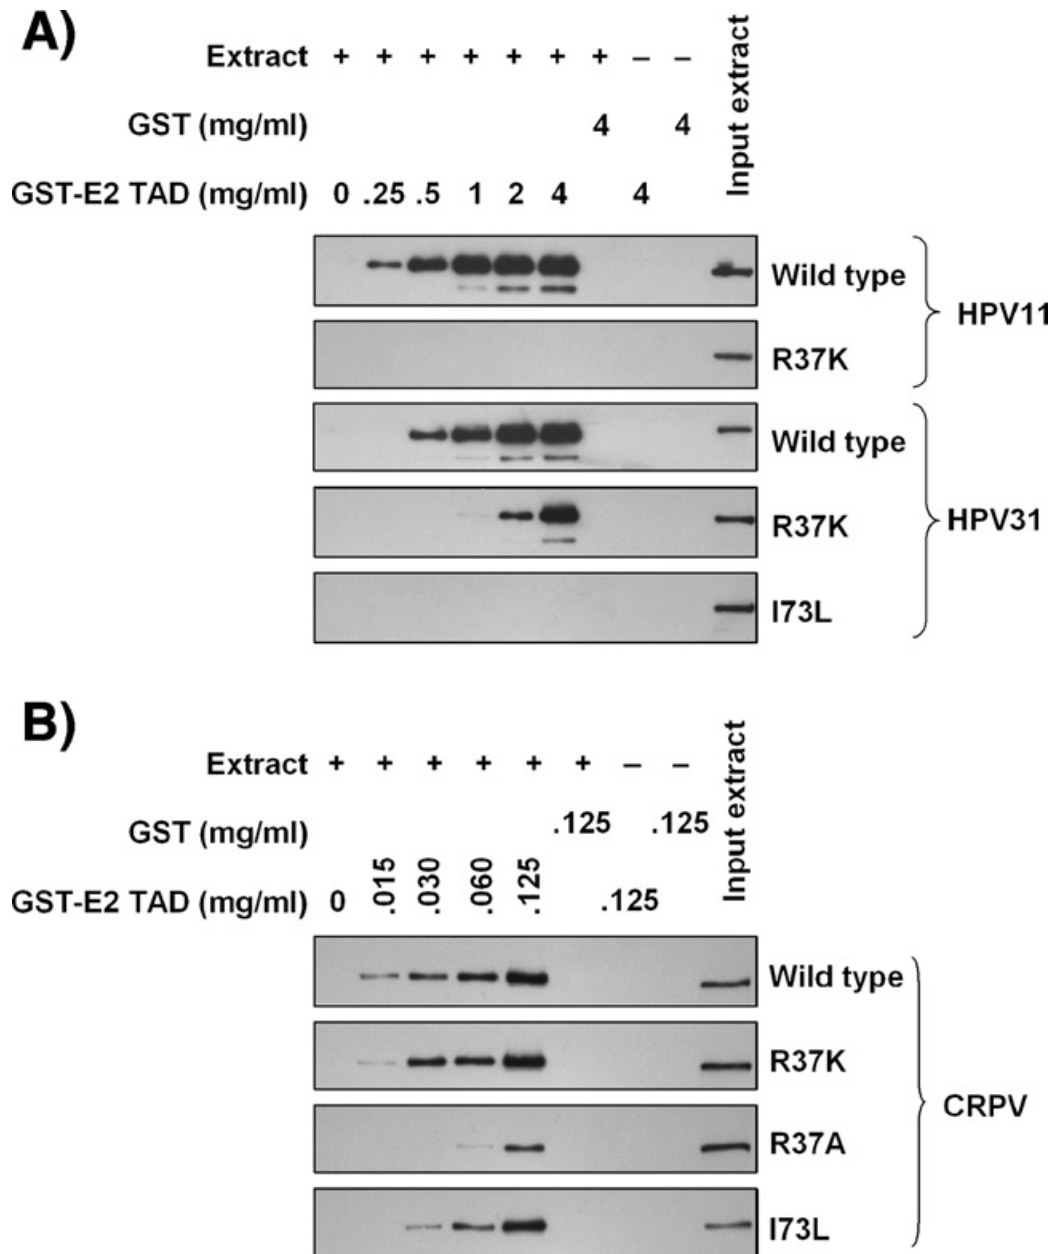 A)
Extract + + + + + + + – –
GST (mg/ml) 4 4
GST-E2 TAD (mg/ml) 0 .25 .5 1 2 4 4
Input extract
Wild type
R37K
HPV11
Wild type
R37K
I73L
HPV31
B)
Extract + + + + + + – –
GST (mg/ml) .125 .125
GST-E2 TAD (mg/ml) 0 .015 .030 .060 .125 .125
Input extract
Wild type
R37K
R37A
I73L
CRPV